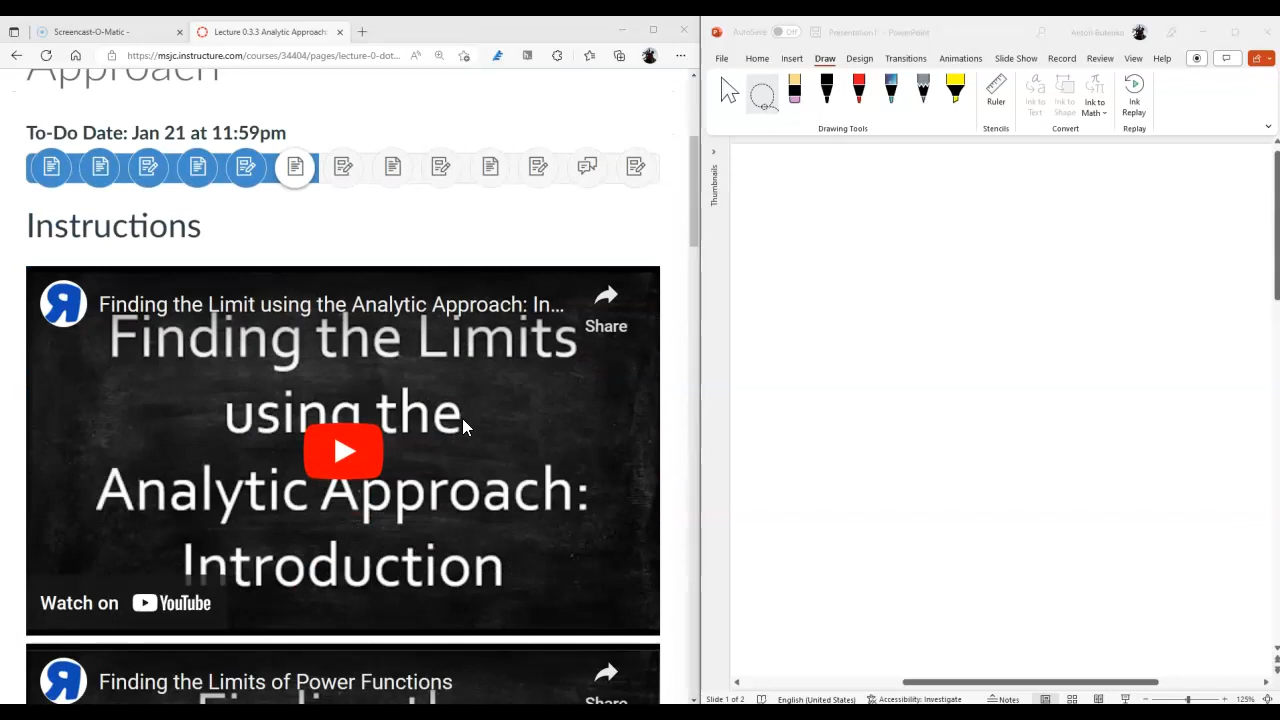 Screencast-O-Matic -
Lecture 0.3.3 Analytic Approach:
https://msjc.instructure.com/courses/34404/pages/lecture-0-dot...
Approach
To-Do Date: Jan 21 at 11:59pm
Instructions
Finding the Limit using the Analytic Approach: In...
Share
Finding the Limits
using the
Analytic Approach:
Introduction
Watch on YouTube
Finding the Limits of Power Functions
Share
AutoSave Off Presentation1 - PowerPoint Anton Butenko
File Home Insert Draw Design Transitions Animations Slide Show Record Review View Help
Ruler
Ink to Text
Ink to Shape
Ink to Math
Ink Replay
Drawing Tools Stencils Convert Replay
Thumbnails
Slide 1 of 2 English (United States) Accessibility: Investigate Notes 125%